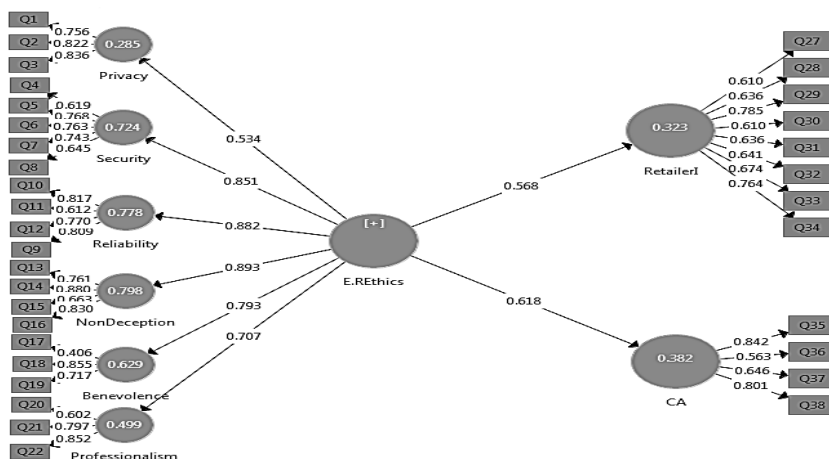 Q1
Q2
Q3
0.756
0.822
0.836
0.285
Privacy
Q4
Q5
Q6
Q7
Q8
0.619
0.768
0.763
0.743
0.645
0.724
Security
Q10
Q11
Q12
Q9
0.817
0.612
0.770
0.809
0.778
Reliability
Q13
Q14
Q15
Q16
0.761
0.880
0.663
0.830
0.798
NonDeception
Q17
Q18
Q19
0.406
0.855
0.717
0.629
Benevolence
Q20
Q21
Q22
0.602
0.797
0.852
0.499
Professionalism
0.534
0.851
0.882
0.893
0.793
0.707
[+]
E.REthics
0.568
0.618
0.323
RetailerI
0.610
0.636
0.785
0.610
0.636
0.641
0.674
0.764
Q27
Q28
Q29
Q30
Q31
Q32
Q33
Q34
0.382
CA
0.842
0.563
0.646
0.801
Q35
Q36
Q37
Q38